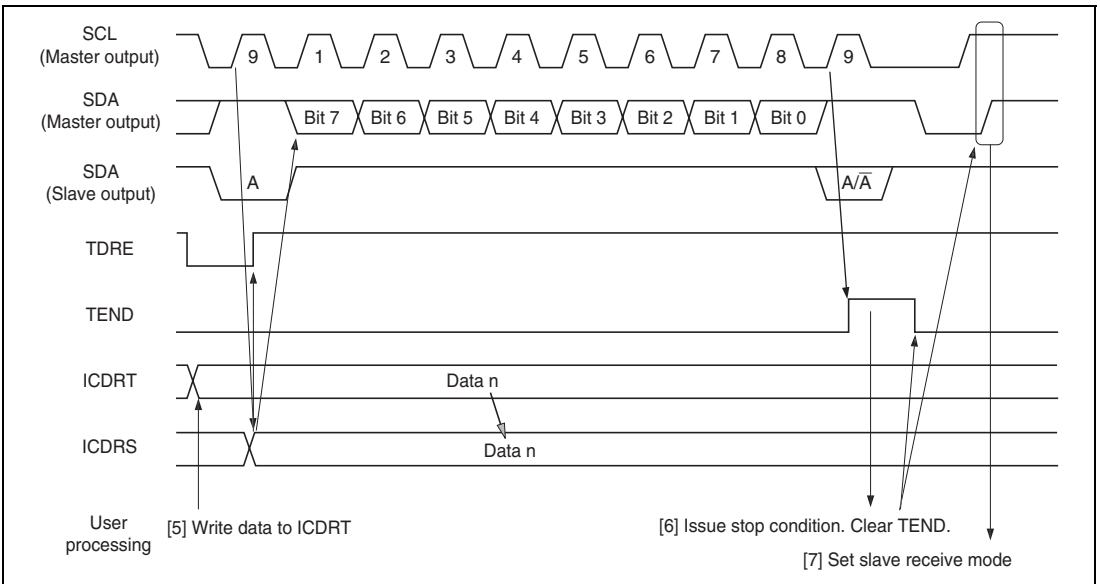 SCL
(Master output)
9 1 2 3 4 5 6 7 8 9
SDA
(Master output)
Bit 7 Bit 6 Bit 5 Bit 4 Bit 3 Bit 2 Bit 1 Bit 0
SDA
(Slave output)
A A/A̅
TDRE
TEND
ICDRT
Data n
ICDRS
Data n
User
processing
[5] Write data to ICDRT
[6] Issue stop condition. Clear TEND.
[7] Set slave receive mode